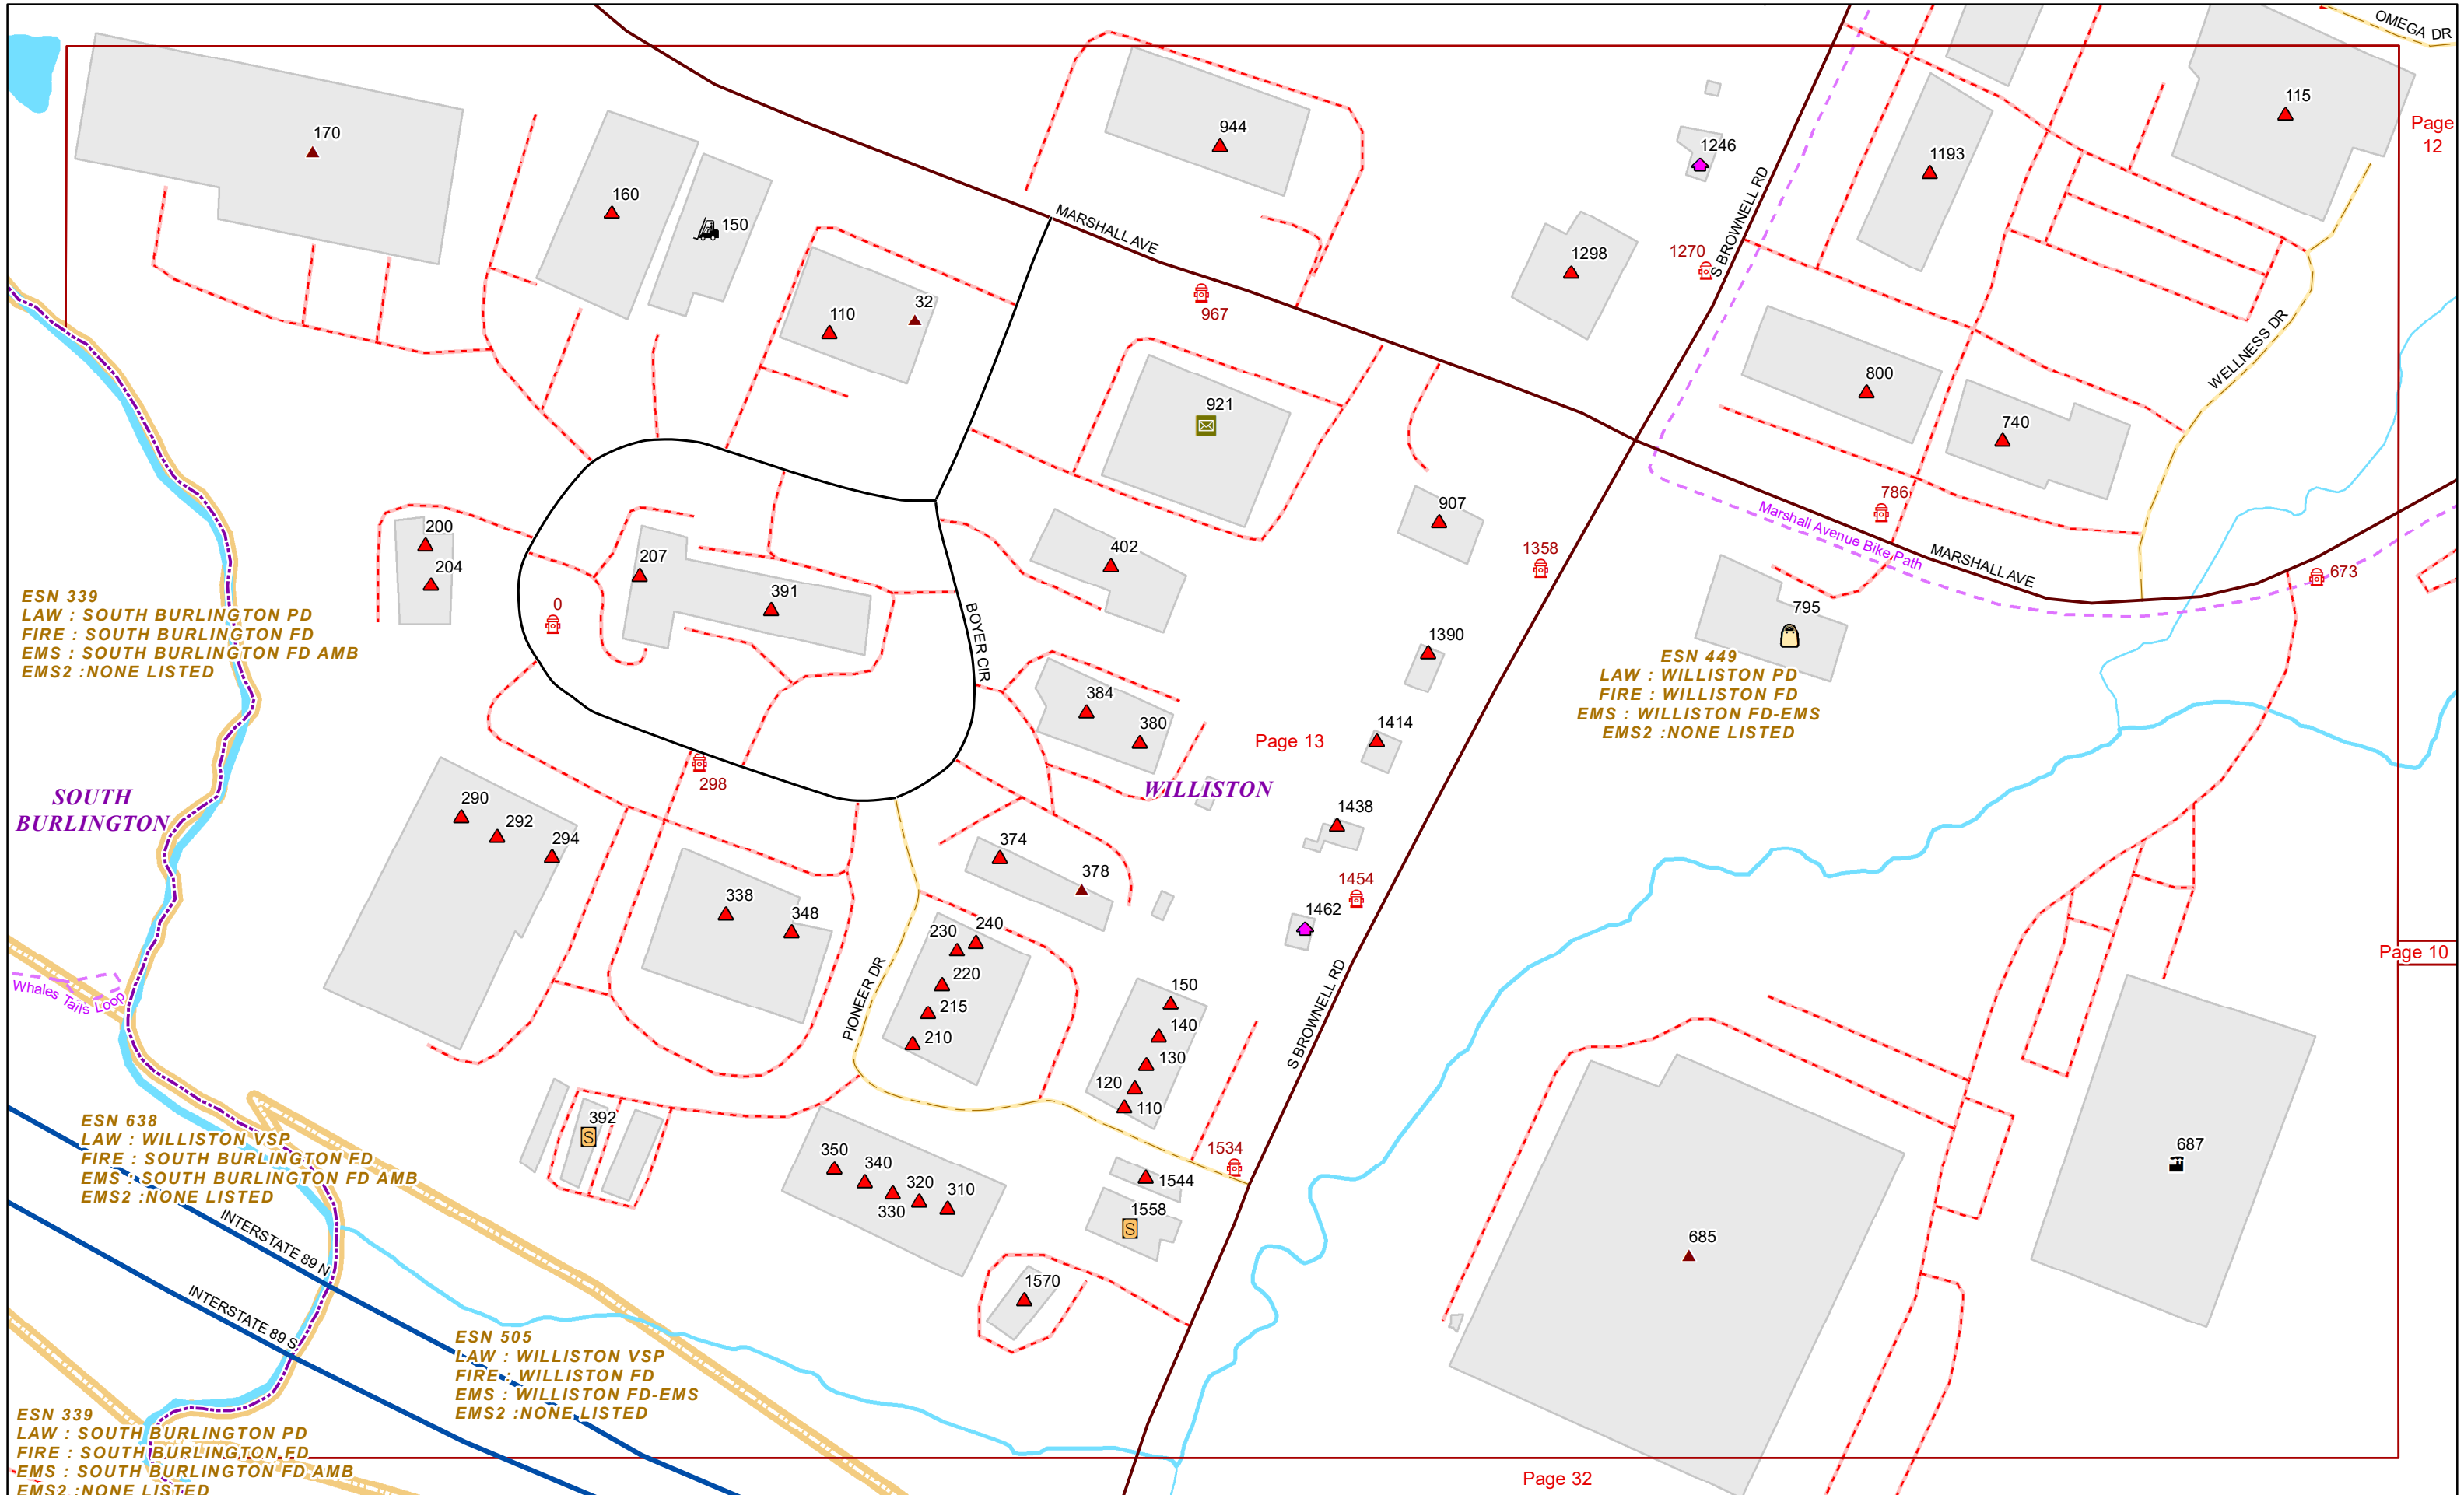 OMEGA DR
170
944
115
Page
12
1246
1193
160
150
MARSHALL AVE
S BROWNELL RD
1270
1298
967
110
32
WELLNESS DR
800
740
921
786
907
Marshall Avenue Bike Path
MARSHALL AVE
673
200
204
207
391
0
402
1358
BOYER CIR
795
1390
ESN 339
LAW : SOUTH BURLINGTON PD
FIRE : SOUTH BURLINGTON FD
EMS : SOUTH BURLINGTON FD AMB
EMS2 :NONE LISTED
ESN 449
LAW : WILLISTON PD
FIRE : WILLISTON FD
EMS : WILLISTON FD-EMS
EMS2 :NONE LISTED
384
380
1414
Page 13
WILLISTON
298
SOUTH
BURLINGTON
290
292
294
1438
374
378
1454
1462
338
348
230
240
220
215
210
PIONEER DR
Page 10
Whales Tails Loop
S BROWNELL RD
150
140
130
120
110
392
ESN 638
LAW : WILLISTON VSP
FIRE : SOUTH BURLINGTON FD
EMS : SOUTH BURLINGTON FD AMB
EMS2 :NONE LISTED
350
340
320
330
310
1534
1544
1558
687
685
INTERSTATE 89 N
INTERSTATE 89 S
1570
ESN 505
LAW : WILLISTON VSP
FIRE : WILLISTON FD
EMS : WILLISTON FD-EMS
EMS2 :NONE LISTED
ESN 339
LAW : SOUTH BURLINGTON PD
FIRE : SOUTH BURLINGTON FD
EMS : SOUTH BURLINGTON FD AMB
EMS2 :NONE LISTED
Page 32